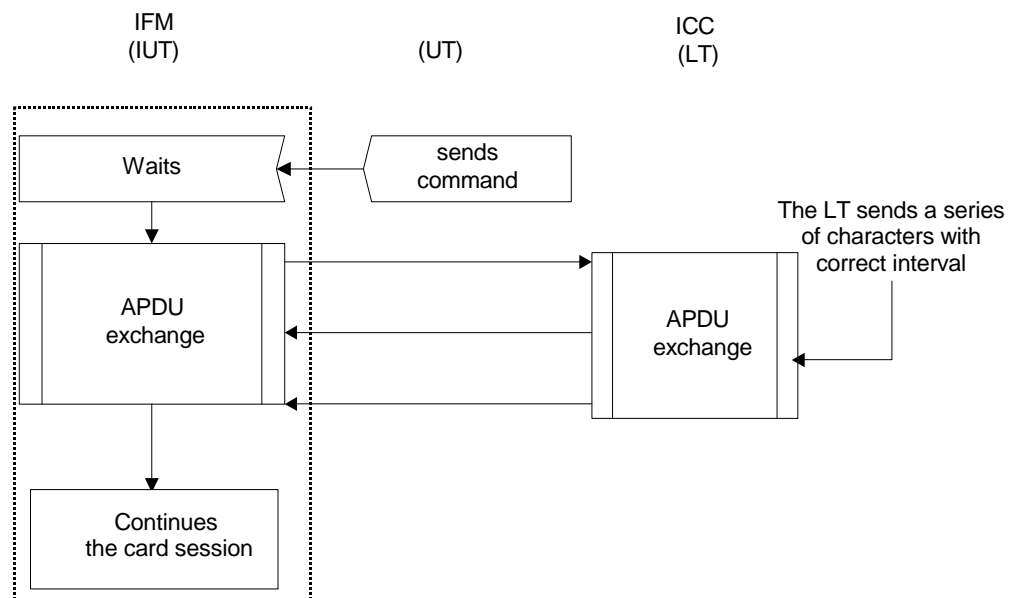 IFM
(IUT)
(UT)
ICC
(LT)
Waits
sends
command
The LT sends a series
of characters with
correct interval
APDU
exchange
APDU
exchange
Continues
the card session